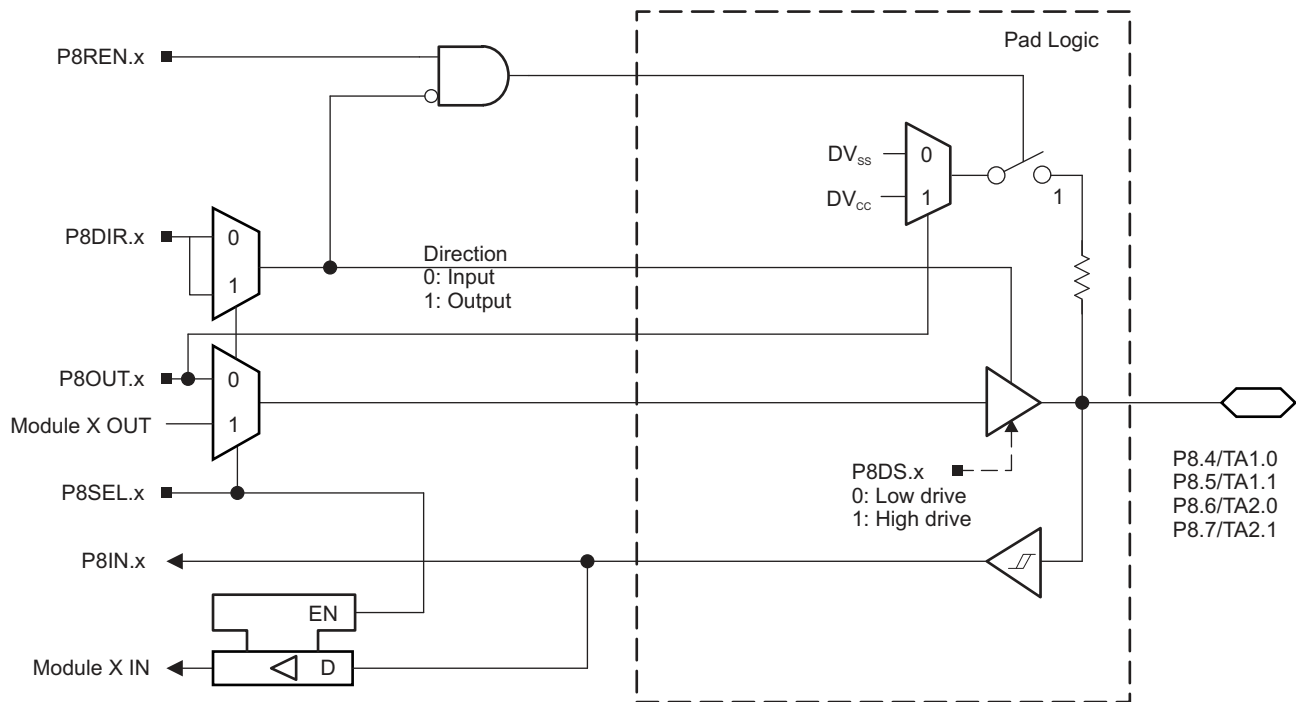 P8REN.x
Pad Logic
DVSS
0
DVCC
1
1
P8DIR.x
0
1
Direction
0: Input
1: Output
P8OUT.x
0
Module X OUT
1
P8DS.x
0: Low drive
1: High drive
P8.4/TA1.0
P8.5/TA1.1
P8.6/TA2.0
P8.7/TA2.1
P8SEL.x
P8IN.x
EN
Module X IN
D